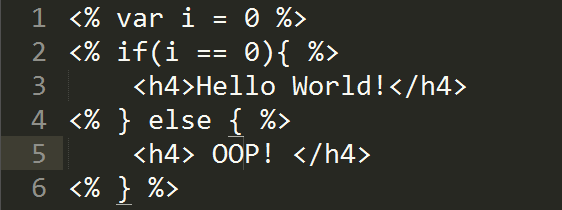 1 <% var i = 0 %>
2 <% if(i == 0){ %>
3     <h4>Hello World!</h4>
4 <% } else { %>
5     <h4> OOP! </h4>
6 <% } %>